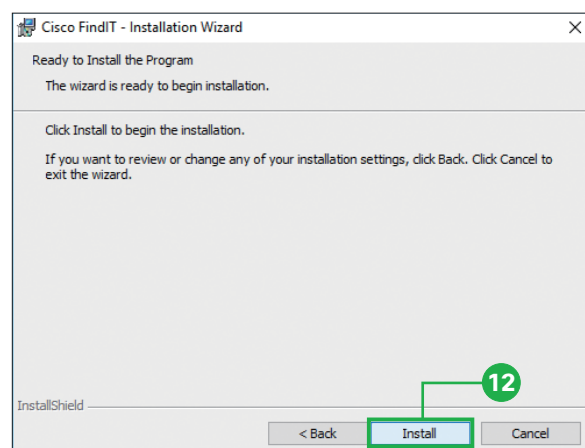 Cisco FindIT - Installation Wizard
Ready to Install the Program
The wizard is ready to begin installation.
Click Install to begin the installation.
If you want to review or change any of your installation settings, click Back. Click Cancel to
exit the wizard.
12
InstallShield
< Back Install Cancel